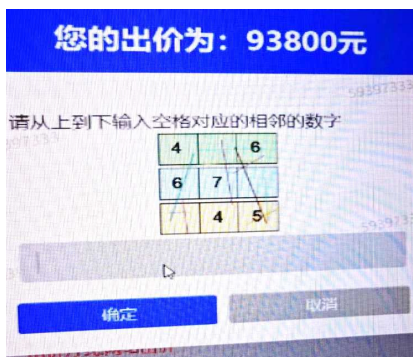 您的出价为：93800元
59397333
请从上到下输入空格对应的相邻的数字
4 6
6 7
4 5
确定
取消